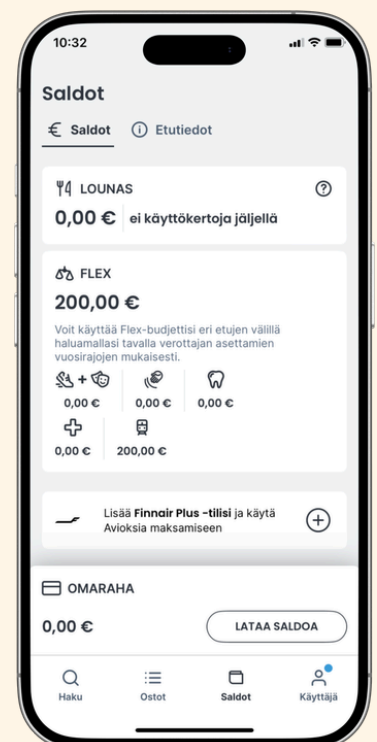 10:32
Saldot
€ Saldot
Etutiedot
LOUNAS
0,00 € ei käyttökertoja jäljellä
FLEX
200,00 €
Voit käyttää Flex-budjettisi eri etujen välillä
haluamallasi tavalla verottajan asettamien
vuosirajojen mukaisesti.
+
0,00 € 0,00 € 0,00 €
0,00 € 200,00 €
Lisää Finnair Plus -tilisi ja käytä
Avioksia maksamiseen
OMARAHA
0,00 €
LATAA SALDOA
Haku Ostot Saldot Käyttäjä